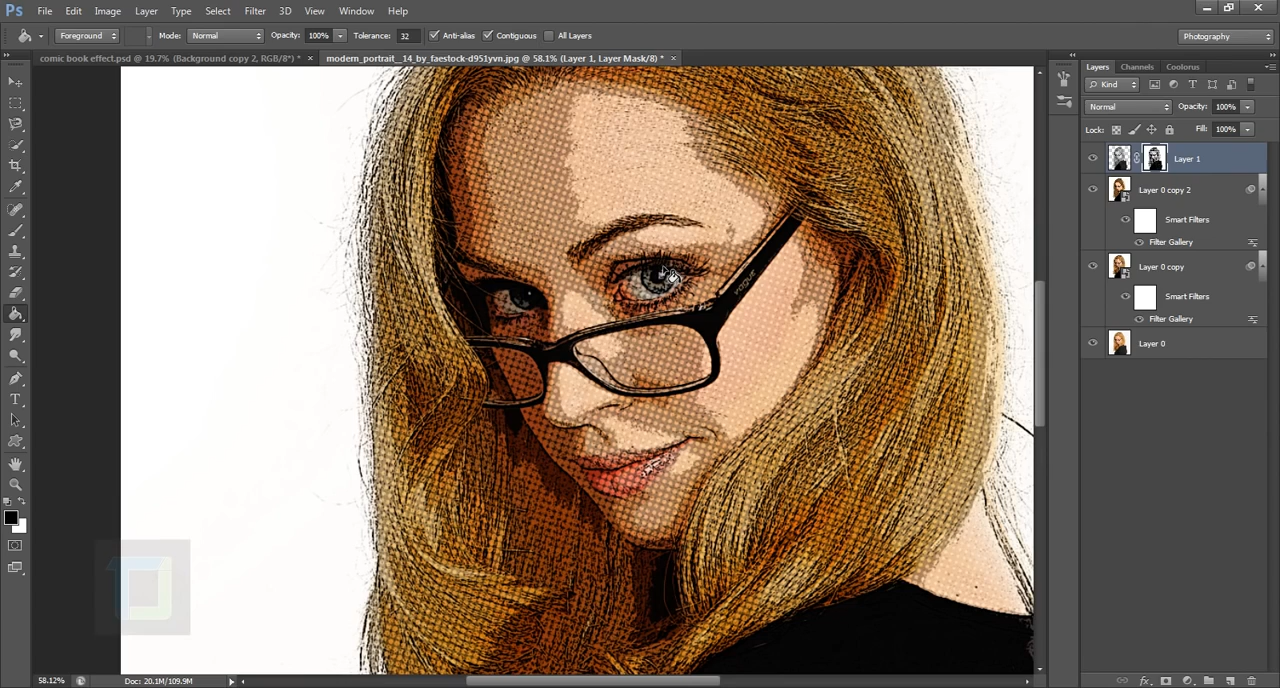 Ps File Edit Image Layer Type Select Filter 3D View Window Help
Foreground Mode: Normal Opacity: 100% Tolerance: 32 Anti-alias Contiguous All Layers Photography
comic book effect.psd @ 19.7% (Background copy 2, RGB/8*) * × modern_portrait__14_by_faestock-d951yvn.jpg @ 58.1% (Layer 1, Layer Mask/8) * ×
Layers Channels Coolorus
Kind
Normal Opacity: 100%
Lock: Fill: 100%
Layer 1
Layer 0 copy 2
Smart Filters
Filter Gallery
Layer 0 copy
Smart Filters
Filter Gallery
Layer 0
VOGUE
58.12% Doc: 20.1M/109.9M